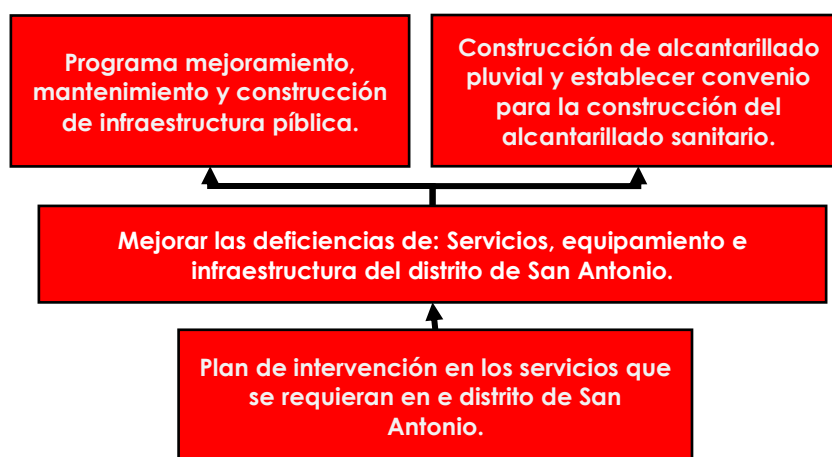 Programa mejoramiento,
mantenimiento y construcción
de infraestructura píblica.
Construcción de alcantarillado
pluvial y establecer convenio
para la construcción del
alcantarillado sanitario.
Mejorar las deficiencias de: Servicios, equipamiento e
infraestructura del distrito de San Antonio.
Plan de intervención en los servicios que
se requieran en e distrito de San
Antonio.